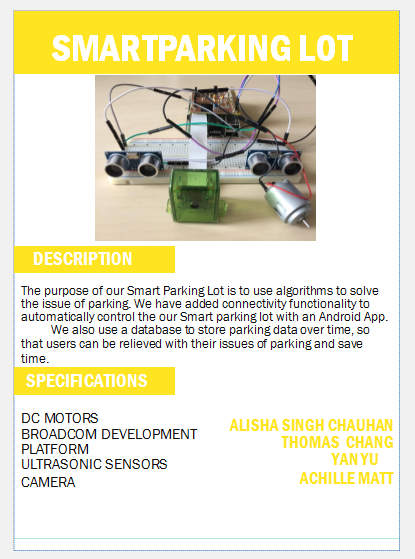 SMARTPARKING LOT
DESCRIPTION
The purpose of our Smart Parking Lot is to use algorithms to solve
the issue of parking. We have added connectivity functionality to
automatically control the our Smart parking lot with an Android App.
We also use a database to store parking data over time, so
that users can be relieved with their issues of parking and save
time.
SPECIFICATIONS
DC MOTORS
BROADCOM DEVELOPMENT
PLATFORM
ULTRASONIC SENSORS
CAMERA
ALISHA SINGH CHAUHAN
THOMAS CHANG
YAN YU
ACHILLE MATT